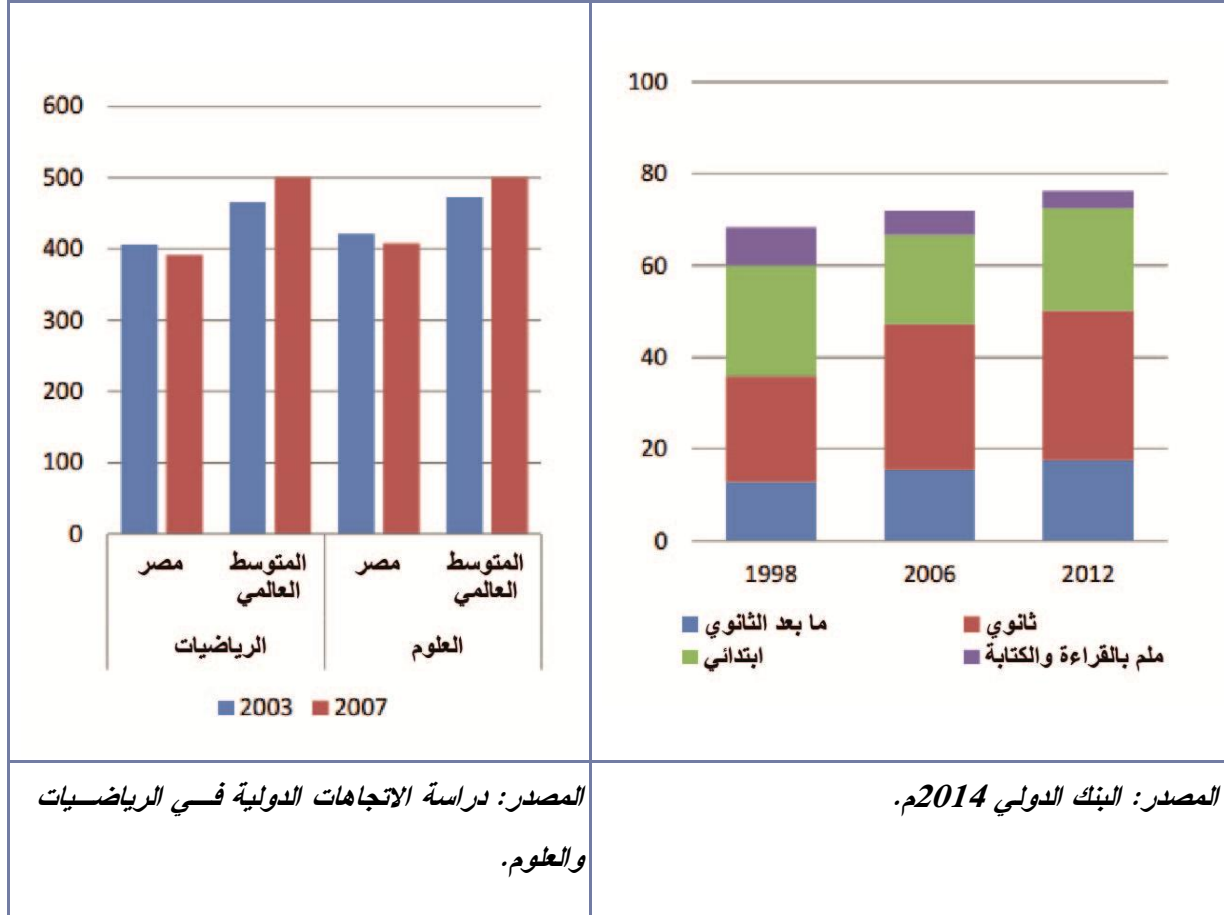 100
80
60
40
20
0
1998 2006 2012
ما بعد الثانوي ثانوي
ابتدائي ملم بالقراءة والكتابة
المصدر: البنك الدولي 2014م.
600
500
400
300
200
100
0
مصر المتوسط العالمي مصر المتوسط العالمي
الرياضيات العلوم
2003 2007
المصدر: دراسة الاتجاهات الدولية فـــي الرياضـــيات
والعلوم.